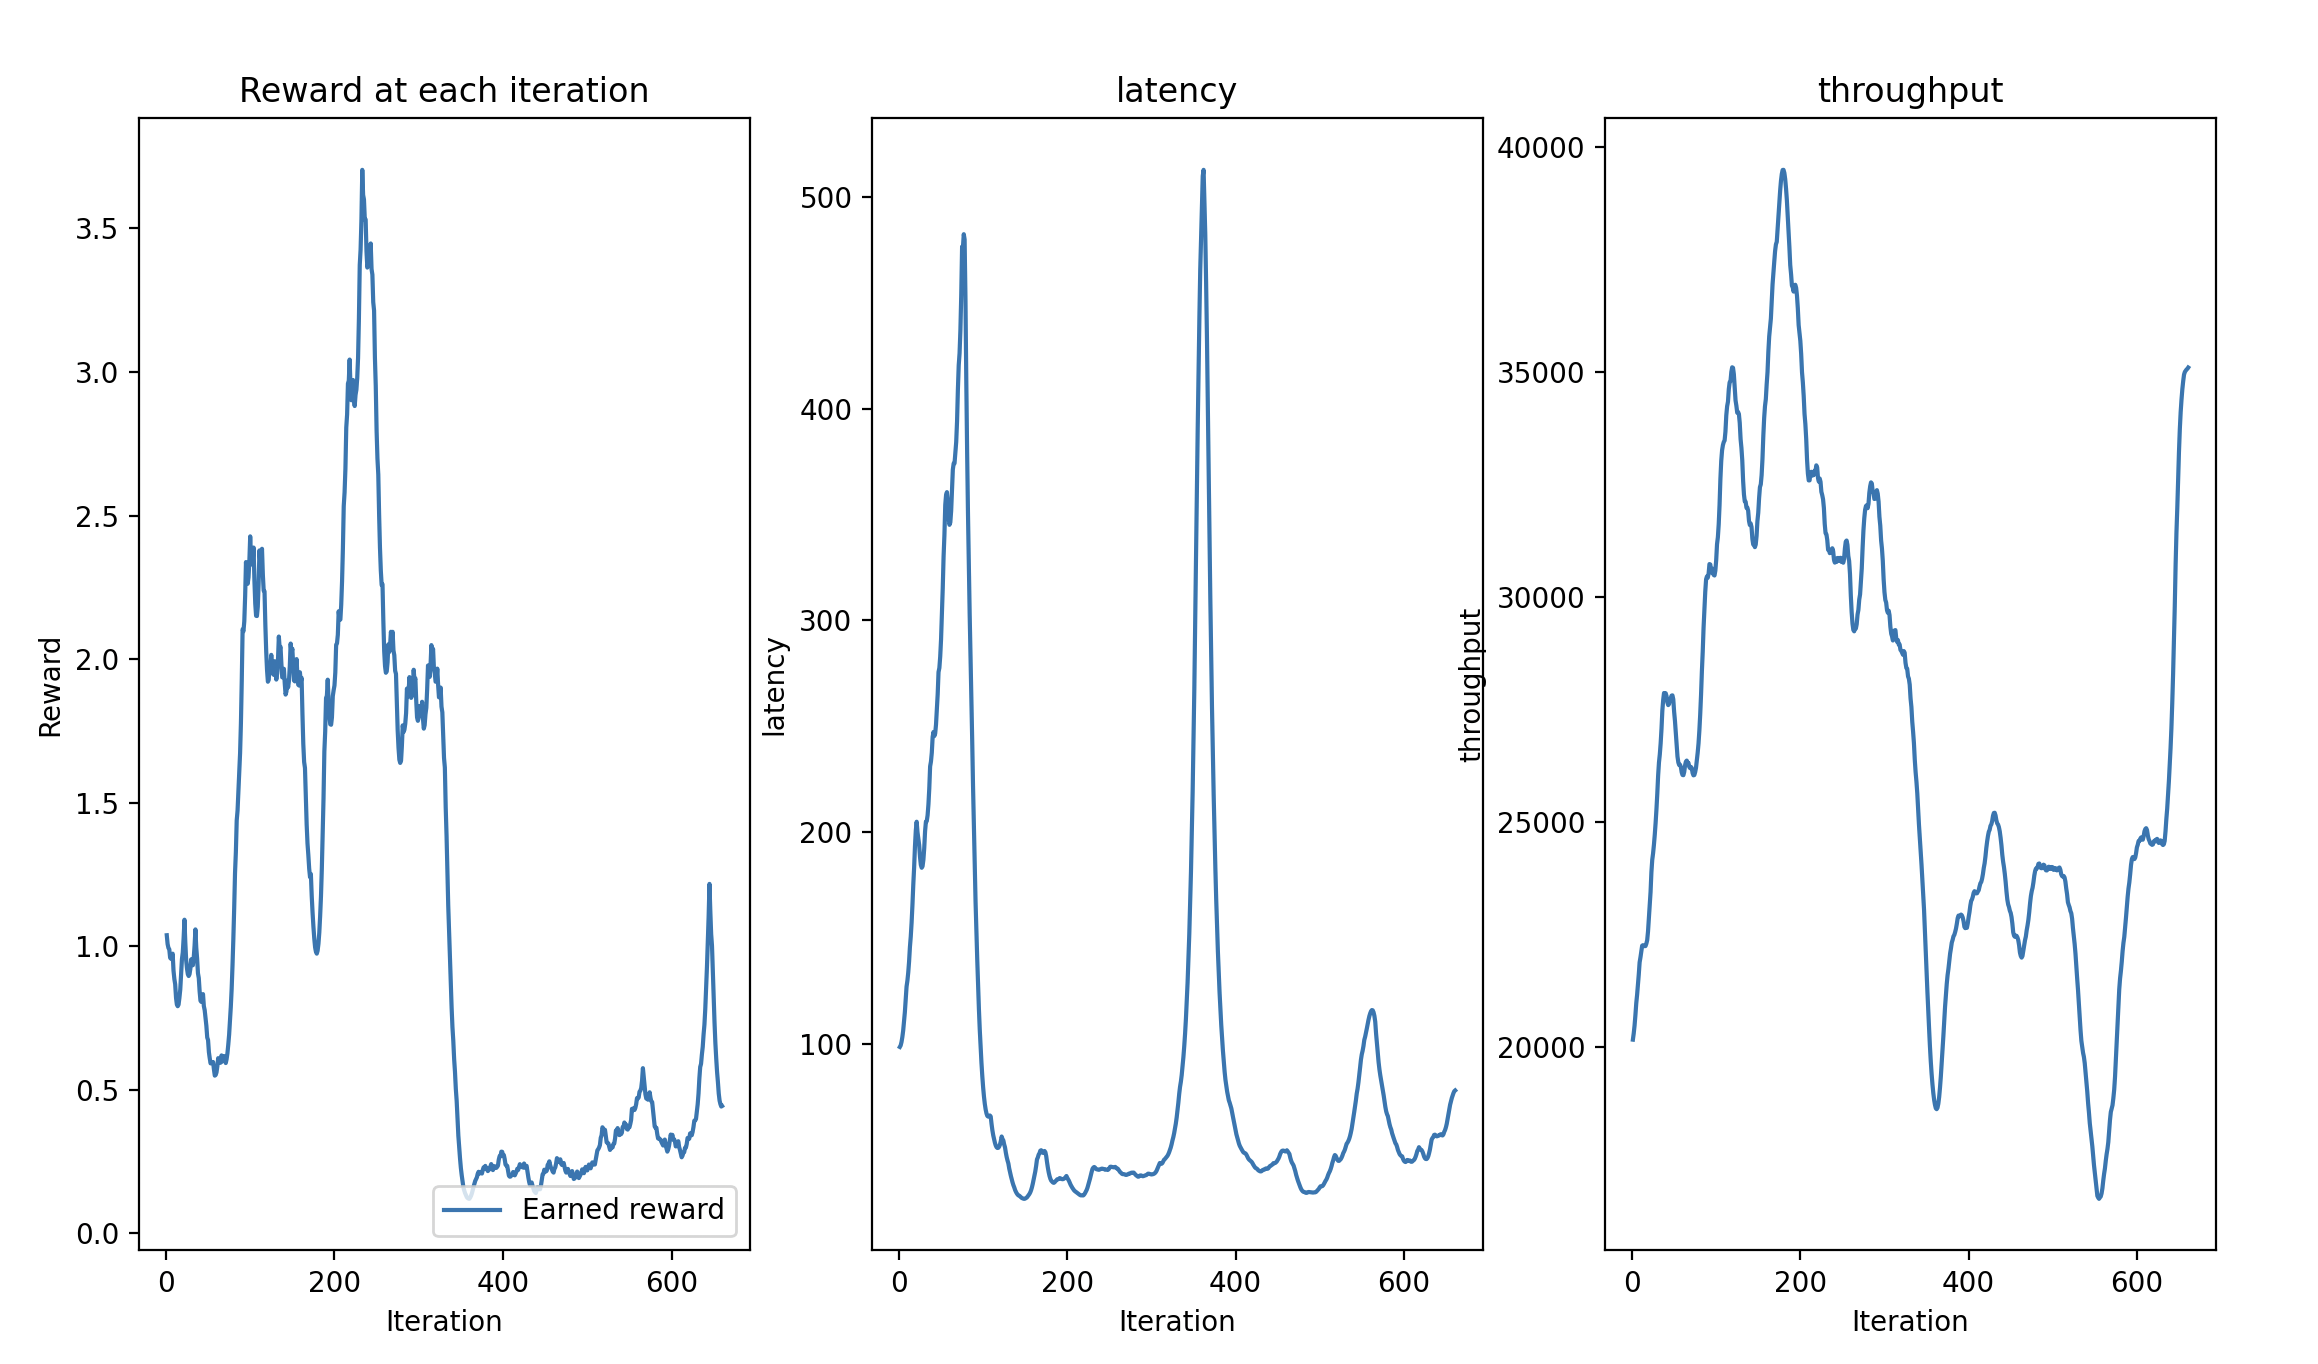 Reward at each iteration
Reward
3.5
3.0
2.5
2.0
1.5
1.0
0.5
0.0
Earned reward
0 200 400 600
Iteration
latency
latency
500
400
300
200
100
0 200 400 600
Iteration
throughput
throughput
40000
35000
30000
25000
20000
0 200 400 600
Iteration